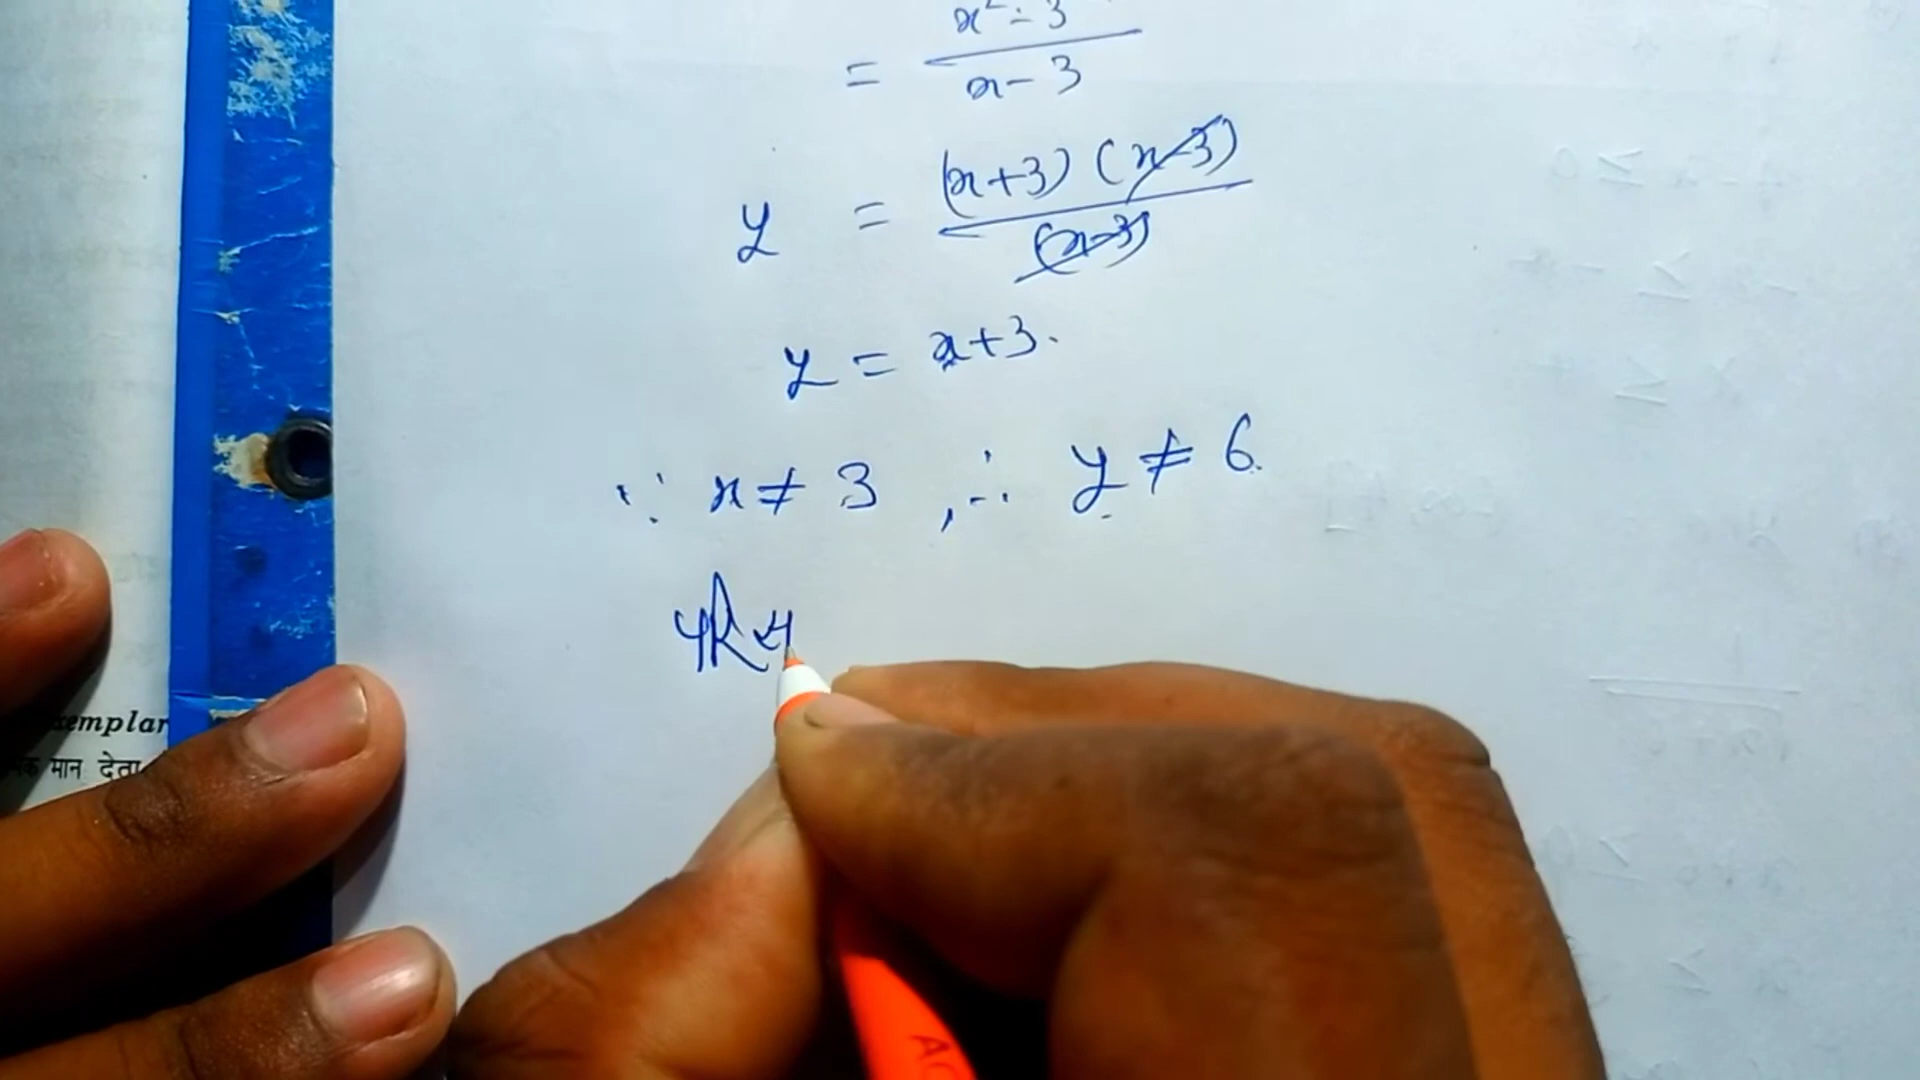 = x² - 3
x - 3
y = (x+3) (x-3)
(x-3)
y = x+3.
∵ x ≠ 3 , ∴ y ≠ 6.
परिस
exemplar
मान देता